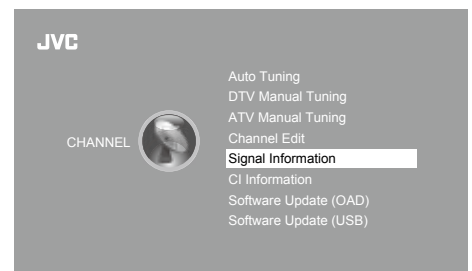 JVC
CHANNEL
Auto Tuning
DTV Manual Tuning
ATV Manual Tuning
Channel Edit
Signal Information
CI Information
Software Update (OAD)
Software Update (USB)